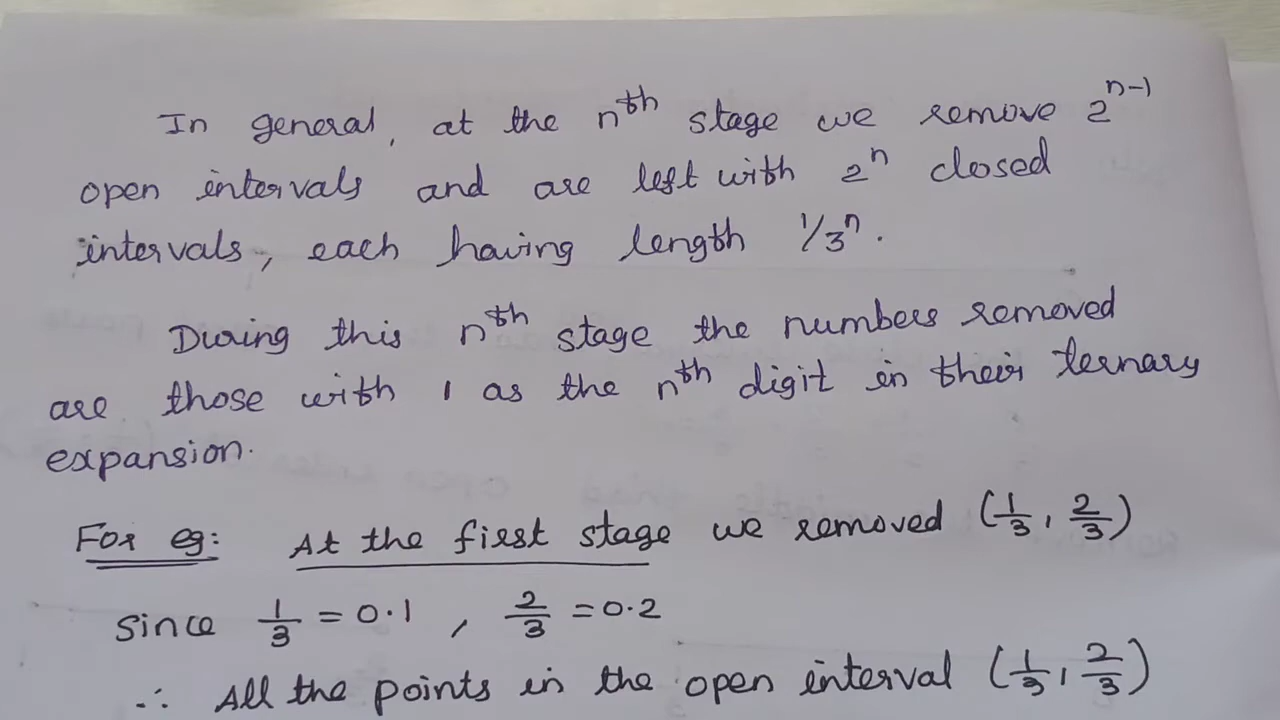 In general, at the nth stage we remove 2^{n-1}
open intervals and are left with 2^n closed
intervals, each having length 1/3^n.
During this nth stage the numbers removed
are those with 1 as the nth digit in their ternary
expansion.
For eg: At the first stage we removed (1/3, 2/3)
since 1/3 = 0.1 , 2/3 = 0.2
∴ All the points in the open interval (1/3, 2/3)